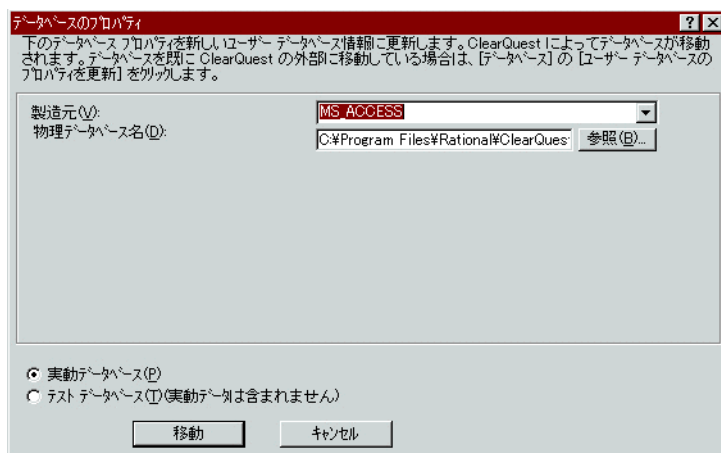 データベースのプロパティ
下のデータベース プロパティを新しいユーザー データベース情報に更新します。ClearQuest によってデータベースが移動
されます。データベースを既に ClearQuest の外部に移動している場合は、[データベース] の [ユーザー データベースの
プロパティを更新] をクリックします。
製造元(V):
MS_ACCESS
物理データベース名(D):
C:¥Program Files¥Rational¥ClearQues
参照(B)...
実動データベース(P)
テスト データベース(T)(実動データは含まれません)
移動
キャンセル